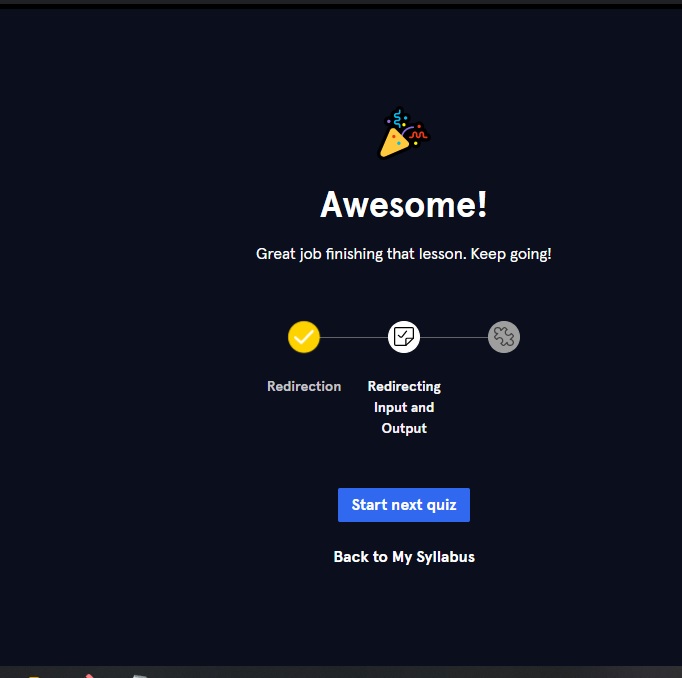 Awesome!
Great job finishing that lesson. Keep going!
Redirection
Redirecting
Input and
Output
Start next quiz
Back to My Syllabus